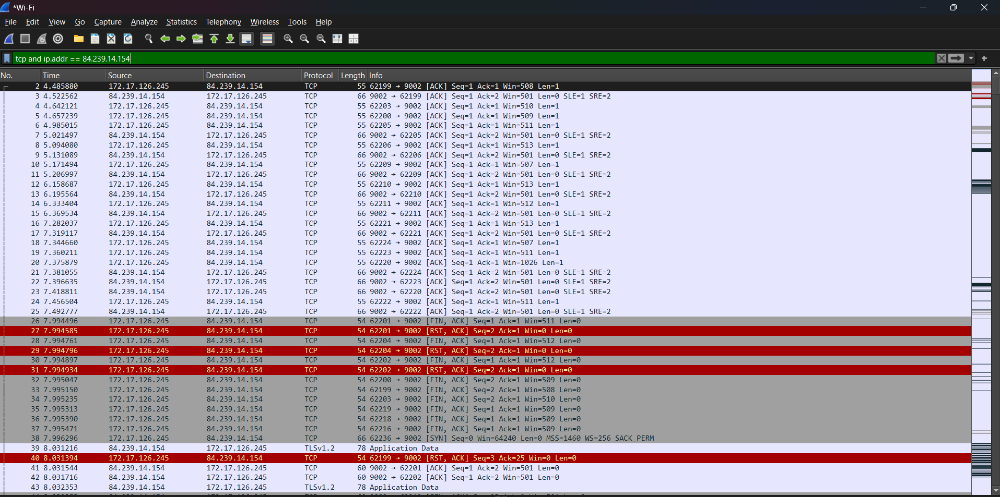 *Wi-Fi
File Edit View Go Capture Analyze Statistics Telephony Wireless Tools Help
tcp and ip.addr == 84.239.14.154
No. Time Source Destination Protocol Length Info
2 4.485880 172.17.126.245 84.239.14.154 TCP 55 62199 → 9002 [ACK] Seq=1 Ack=1 Win=508 Len=1
3 4.522562 84.239.14.154 172.17.126.245 TCP 66 9002 → 62199 [ACK] Seq=1 Ack=2 Win=501 Len=0 SLE=1 SRE=2
4 4.642121 172.17.126.245 84.239.14.154 TCP 55 62203 → 9002 [ACK] Seq=1 Ack=1 Win=510 Len=1
5 4.657239 172.17.126.245 84.239.14.154 TCP 55 62200 → 9002 [ACK] Seq=1 Ack=1 Win=509 Len=1
6 4.985015 172.17.126.245 84.239.14.154 TCP 55 62205 → 9002 [ACK] Seq=1 Ack=1 Win=511 Len=1
7 5.021497 84.239.14.154 172.17.126.245 TCP 66 9002 → 62205 [ACK] Seq=1 Ack=2 Win=501 Len=0 SLE=1 SRE=2
8 5.094080 172.17.126.245 84.239.14.154 TCP 55 62206 → 9002 [ACK] Seq=1 Ack=1 Win=513 Len=1
9 5.131089 84.239.14.154 172.17.126.245 TCP 66 9002 → 62206 [ACK] Seq=1 Ack=2 Win=501 Len=0 SLE=1 SRE=2
10 5.171494 172.17.126.245 84.239.14.154 TCP 55 62209 → 9002 [ACK] Seq=1 Ack=1 Win=507 Len=1
11 5.206997 84.239.14.154 172.17.126.245 TCP 66 9002 → 62209 [ACK] Seq=1 Ack=2 Win=501 Len=0 SLE=1 SRE=2
12 6.158687 172.17.126.245 84.239.14.154 TCP 55 62210 → 9002 [ACK] Seq=1 Ack=1 Win=513 Len=1
13 6.195564 84.239.14.154 172.17.126.245 TCP 66 9002 → 62210 [ACK] Seq=1 Ack=2 Win=501 Len=0 SLE=1 SRE=2
14 6.333404 172.17.126.245 84.239.14.154 TCP 55 62211 → 9002 [ACK] Seq=1 Ack=1 Win=512 Len=1
15 6.369534 84.239.14.154 172.17.126.245 TCP 66 9002 → 62211 [ACK] Seq=1 Ack=2 Win=501 Len=0 SLE=1 SRE=2
16 7.282037 172.17.126.245 84.239.14.154 TCP 55 62221 → 9002 [ACK] Seq=1 Ack=1 Win=513 Len=1
17 7.319117 84.239.14.154 172.17.126.245 TCP 66 9002 → 62221 [ACK] Seq=1 Ack=2 Win=501 Len=0 SLE=1 SRE=2
18 7.344660 172.17.126.245 84.239.14.154 TCP 55 62224 → 9002 [ACK] Seq=1 Ack=1 Win=507 Len=1
19 7.360211 172.17.126.245 84.239.14.154 TCP 55 62223 → 9002 [ACK] Seq=1 Ack=1 Win=511 Len=1
20 7.375879 172.17.126.245 84.239.14.154 TCP 55 62220 → 9002 [ACK] Seq=1 Ack=1 Win=1026 Len=1
21 7.381055 84.239.14.154 172.17.126.245 TCP 66 9002 → 62224 [ACK] Seq=1 Ack=2 Win=501 Len=0 SLE=1 SRE=2
22 7.396635 84.239.14.154 172.17.126.245 TCP 66 9002 → 62223 [ACK] Seq=1 Ack=2 Win=501 Len=0 SLE=1 SRE=2
23 7.418811 84.239.14.154 172.17.126.245 TCP 66 9002 → 62220 [ACK] Seq=1 Ack=2 Win=501 Len=0 SLE=1 SRE=2
24 7.456504 172.17.126.245 84.239.14.154 TCP 55 62222 → 9002 [ACK] Seq=1 Ack=1 Win=511 Len=1
25 7.492777 84.239.14.154 172.17.126.245 TCP 66 9002 → 62222 [ACK] Seq=1 Ack=2 Win=501 Len=0 SLE=1 SRE=2
26 7.994496 172.17.126.245 84.239.14.154 TCP 54 62201 → 9002 [FIN, ACK] Seq=1 Ack=1 Win=511 Len=0
27 7.994585 172.17.126.245 84.239.14.154 TCP 54 62201 → 9002 [RST, ACK] Seq=2 Ack=1 Win=0 Len=0
28 7.994761 172.17.126.245 84.239.14.154 TCP 54 62204 → 9002 [FIN, ACK] Seq=1 Ack=1 Win=512 Len=0
29 7.994796 172.17.126.245 84.239.14.154 TCP 54 62204 → 9002 [RST, ACK] Seq=2 Ack=1 Win=0 Len=0
30 7.994897 172.17.126.245 84.239.14.154 TCP 54 62202 → 9002 [FIN, ACK] Seq=1 Ack=1 Win=512 Len=0
31 7.994934 172.17.126.245 84.239.14.154 TCP 54 62202 → 9002 [RST, ACK] Seq=2 Ack=1 Win=0 Len=0
32 7.995047 172.17.126.245 84.239.14.154 TCP 54 62200 → 9002 [FIN, ACK] Seq=2 Ack=1 Win=509 Len=0
33 7.995150 172.17.126.245 84.239.14.154 TCP 54 62199 → 9002 [FIN, ACK] Seq=2 Ack=1 Win=508 Len=0
34 7.995235 172.17.126.245 84.239.14.154 TCP 54 62203 → 9002 [FIN, ACK] Seq=2 Ack=1 Win=510 Len=0
35 7.995313 172.17.126.245 84.239.14.154 TCP 54 62219 → 9002 [FIN, ACK] Seq=1 Ack=1 Win=509 Len=0
36 7.995390 172.17.126.245 84.239.14.154 TCP 54 62218 → 9002 [FIN, ACK] Seq=1 Ack=1 Win=509 Len=0
37 7.995471 172.17.126.245 84.239.14.154 TCP 54 62216 → 9002 [FIN, ACK] Seq=1 Ack=1 Win=509 Len=0
38 7.996296 172.17.126.245 84.239.14.154 TCP 66 62236 → 9002 [SYN] Seq=0 Win=64240 Len=0 MSS=1460 WS=256 SACK_PERM
39 8.031216 84.239.14.154 172.17.126.245 TLSv1.2 78 Application Data
40 8.031394 172.17.126.245 84.239.14.154 TCP 54 62199 → 9002 [RST, ACK] Seq=3 Ack=25 Win=0 Len=0
41 8.031544 84.239.14.154 172.17.126.245 TCP 60 9002 → 62201 [ACK] Seq=1 Ack=2 Win=501 Len=0
42 8.031716 84.239.14.154 172.17.126.245 TCP 60 9002 → 62202 [ACK] Seq=1 Ack=2 Win=501 Len=0
43 8.032353 84.239.14.154 172.17.126.245 TLSv1.2 78 Application Data